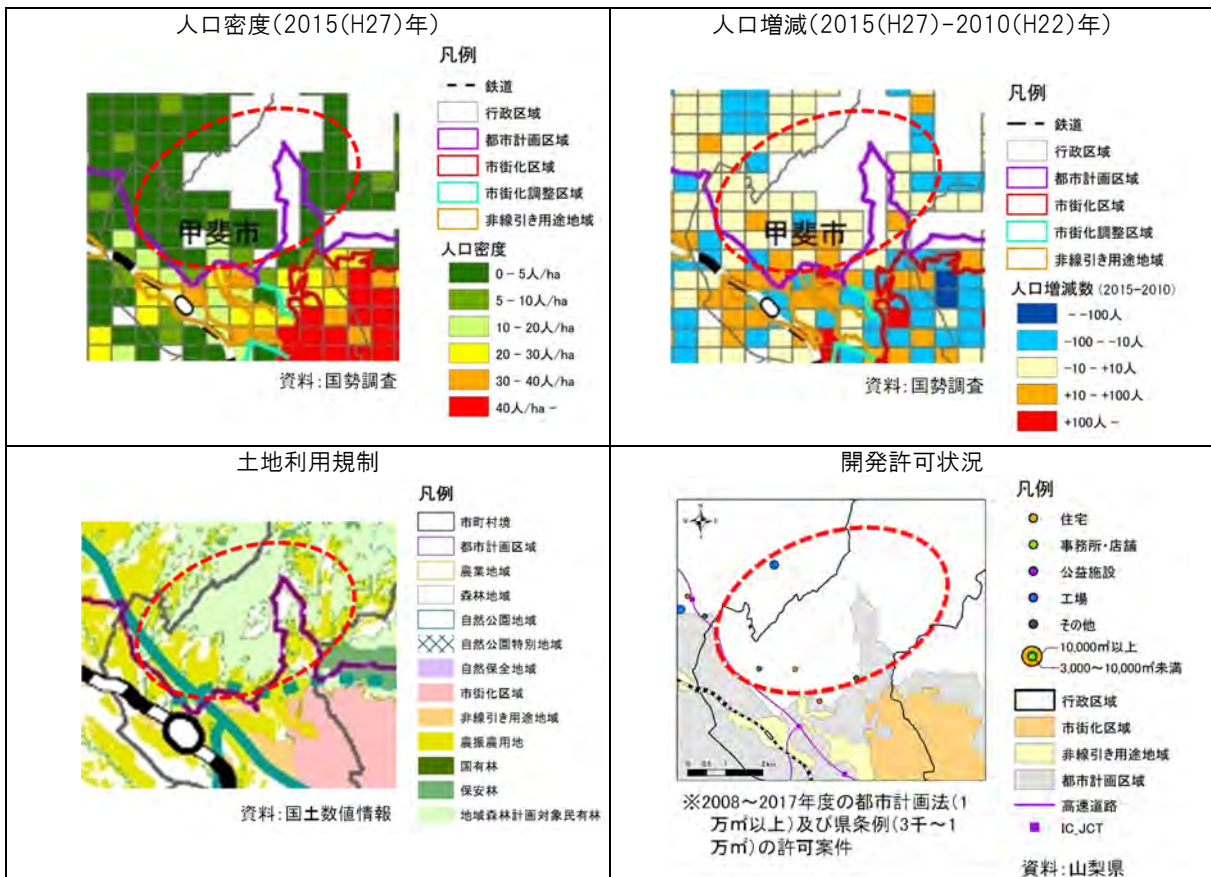 人口密度(2015(H27)年)
凡例
鉄道
行政区域
都市計画区域
市街化区域
市街化調整区域
非線引き用途地域
人口密度
0-5人/ha
5-10人/ha
10-20人/ha
20-30人/ha
30-40人/ha
40人/ha -
甲斐市
資料:国勢調査
人口増減(2015(H27)-2010(H22)年)
凡例
鉄道
行政区域
都市計画区域
市街化区域
市街化調整区域
非線引き用途地域
人口増減数(2015-2010)
- -100人
-100 - -10人
-10 - +10人
+10 - +100人
+100人 -
甲斐市
資料:国勢調査
土地利用規制
凡例
市町村境
都市計画区域
農業地域
森林地域
自然公園地域
自然公園特別地域
自然保全地域
市街化区域
非線引き用途地域
農振農用地
国有林
保安林
地域森林計画対象民有林
資料:国土数値情報
開発許可状況
凡例
住宅
事務所・店舗
公益施設
工場
その他
10,000㎡以上
3,000~10,000㎡未満
行政区域
市街化区域
非線引き用途地域
都市計画区域
高速道路
IC_JCT
※2008~2017年度の都市計画法(1
万㎡以上)及び県条例(3千~1
万㎡)の許可案件
資料:山梨県